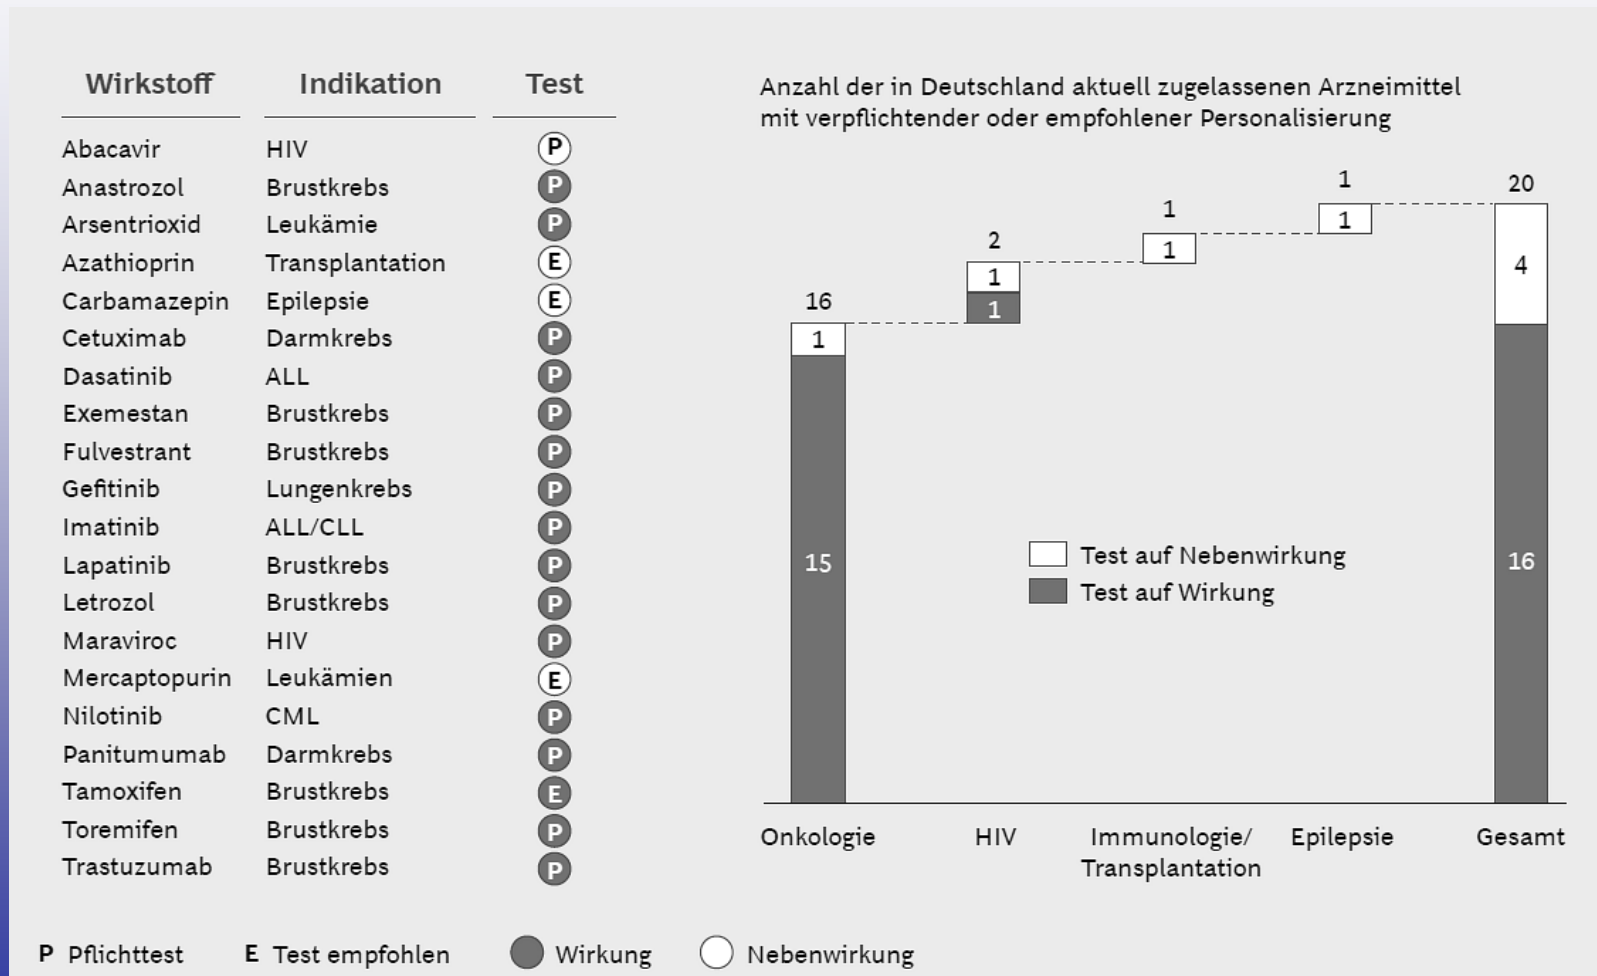 Wirkstoff Indikation Test
Abacavir HIV P
Anastrozol Brustkrebs P
Arsentrioxid Leukämie P
Azathioprin Transplantation E
Carbamazepin Epilepsie E
Cetuximab Darmkrebs P
Dasatinib ALL P
Exemestan Brustkrebs P
Fulvestrant Brustkrebs P
Gefitinib Lungenkrebs P
Imatinib ALL/CLL P
Lapatinib Brustkrebs P
Letrozol Brustkrebs P
Maraviroc HIV P
Mercaptopurin Leukämien E
Nilotinib CML P
Panitumumab Darmkrebs P
Tamoxifen Brustkrebs E
Toremifen Brustkrebs P
Trastuzumab Brustkrebs P
P Pflichttest E Test empfohlen Wirkung Nebenwirkung
Anzahl der in Deutschland aktuell zugelassenen Arzneimittel
mit verpflichtender oder empfohlener Personalisierung
16
1
15
2
1
1
1
1
1
1
20
4
16
Test auf Nebenwirkung
Test auf Wirkung
Onkologie HIV Immunologie/ Epilepsie Gesamt
Transplantation